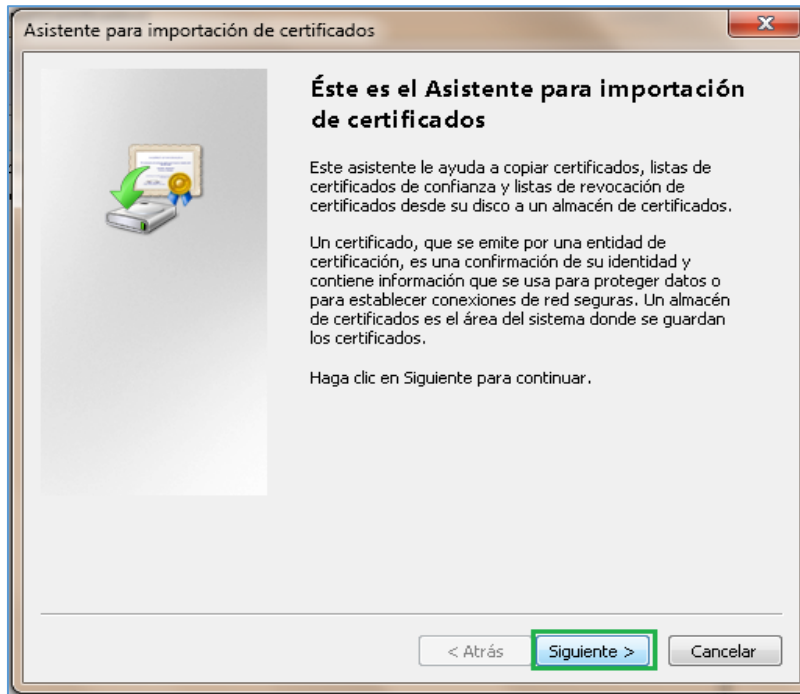 Asistente para importación de certificados
X
Éste es el Asistente para importación
de certificados
Este asistente le ayuda a copiar certificados, listas de
certificados de confianza y listas de revocación de
certificados desde su disco a un almacén de certificados.
Un certificado, que se emite por una entidad de
certificación, es una confirmación de su identidad y
contiene información que se usa para proteger datos o
para establecer conexiones de red seguras. Un almacén
de certificados es el área del sistema donde se guardan
los certificados.
Haga clic en Siguiente para continuar.
< Atrás Siguiente > Cancelar